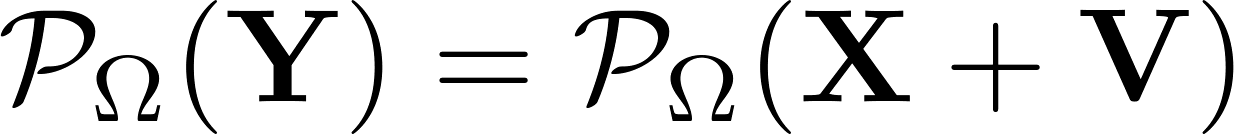 𝒫_Ω(𝐘) = 𝒫_Ω(𝐗 + 𝐕)